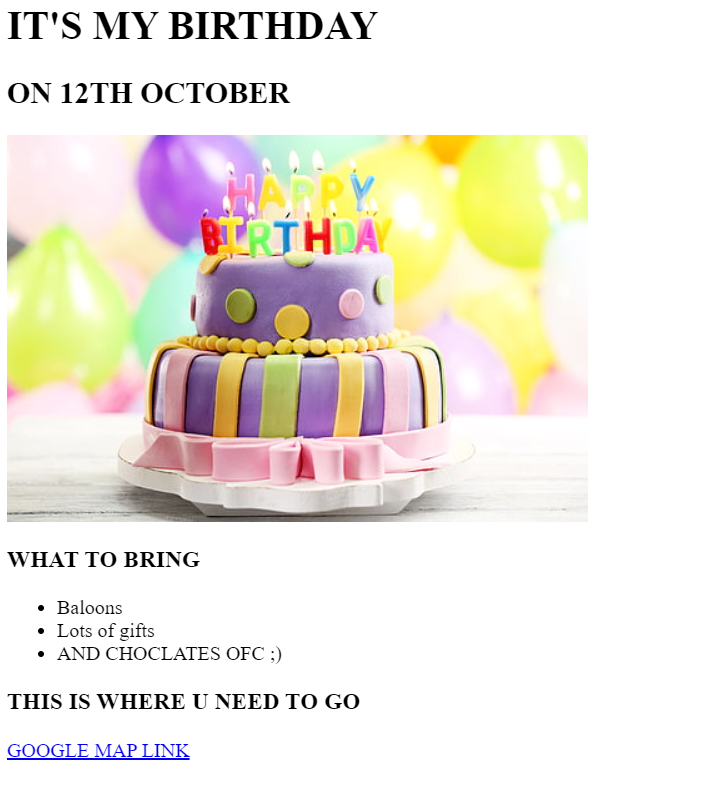 IT'S MY BIRTHDAY
ON 12TH OCTOBER
HAPPY
BIRTHDAY
WHAT TO BRING
Baloons
Lots of gifts
AND CHOCLATES OFC ;)
THIS IS WHERE U NEED TO GO
GOOGLE MAP LINK